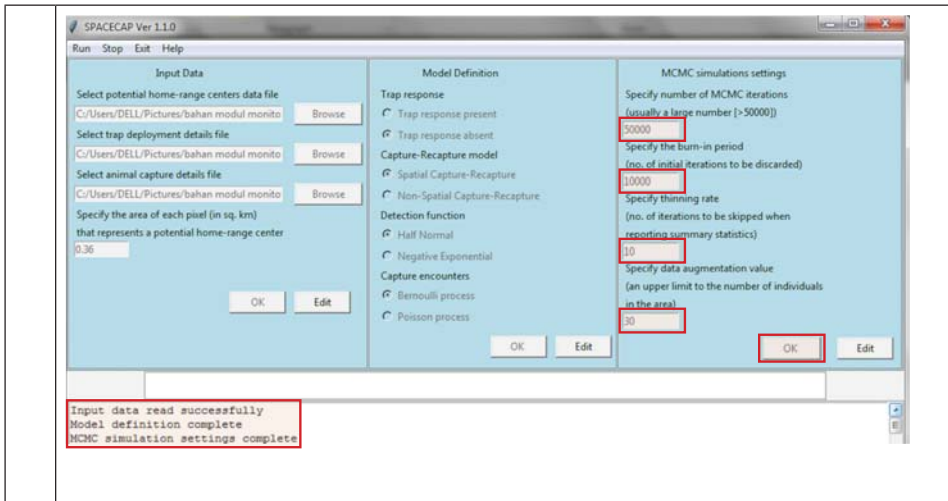 SPACECAP Ver 1.1.0
Run Stop Exit Help
Input Data
Select potential home-range centers data file
C:/Users/DELL/Pictures/bahan modul monito Browse
Select trap deployment details file
C:/Users/DELL/Pictures/bahan modul monito Browse
Select animal capture details file
C:/Users/DELL/Pictures/bahan modul monito Browse
Specify the area of each pixel (in sq. km)
that represents a potential home-range center
0.36
OK Edit
Model Definition
Trap response
Trap response present
Trap response absent
Capture-Recapture model
Spatial Capture-Recapture
Non-Spatial Capture-Recapture
Detection function
Half Normal
Negative Exponential
Capture encounters
Bernoulli process
Poisson process
OK Edit
MCMC simulations settings
Specify number of MCMC iterations
(usually a large number [>50000])
50000
Specify the burn-in period
(no. of initial iterations to be discarded)
10000
Specify thinning rate
(no. of iterations to be skipped when
reporting summary statistics)
10
Specify data augmentation value
(an upper limit to the number of individuals
in the area)
30
OK Edit
Input data read successfully
Model definition complete
MCMC simulation settings complete